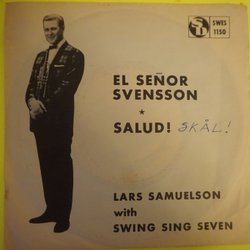 SWES
1150
EL SEÑOR
SVENSSON
*
SALUD! SKÅL!
LARS SAMUELSON
with
SWING SING SEVEN